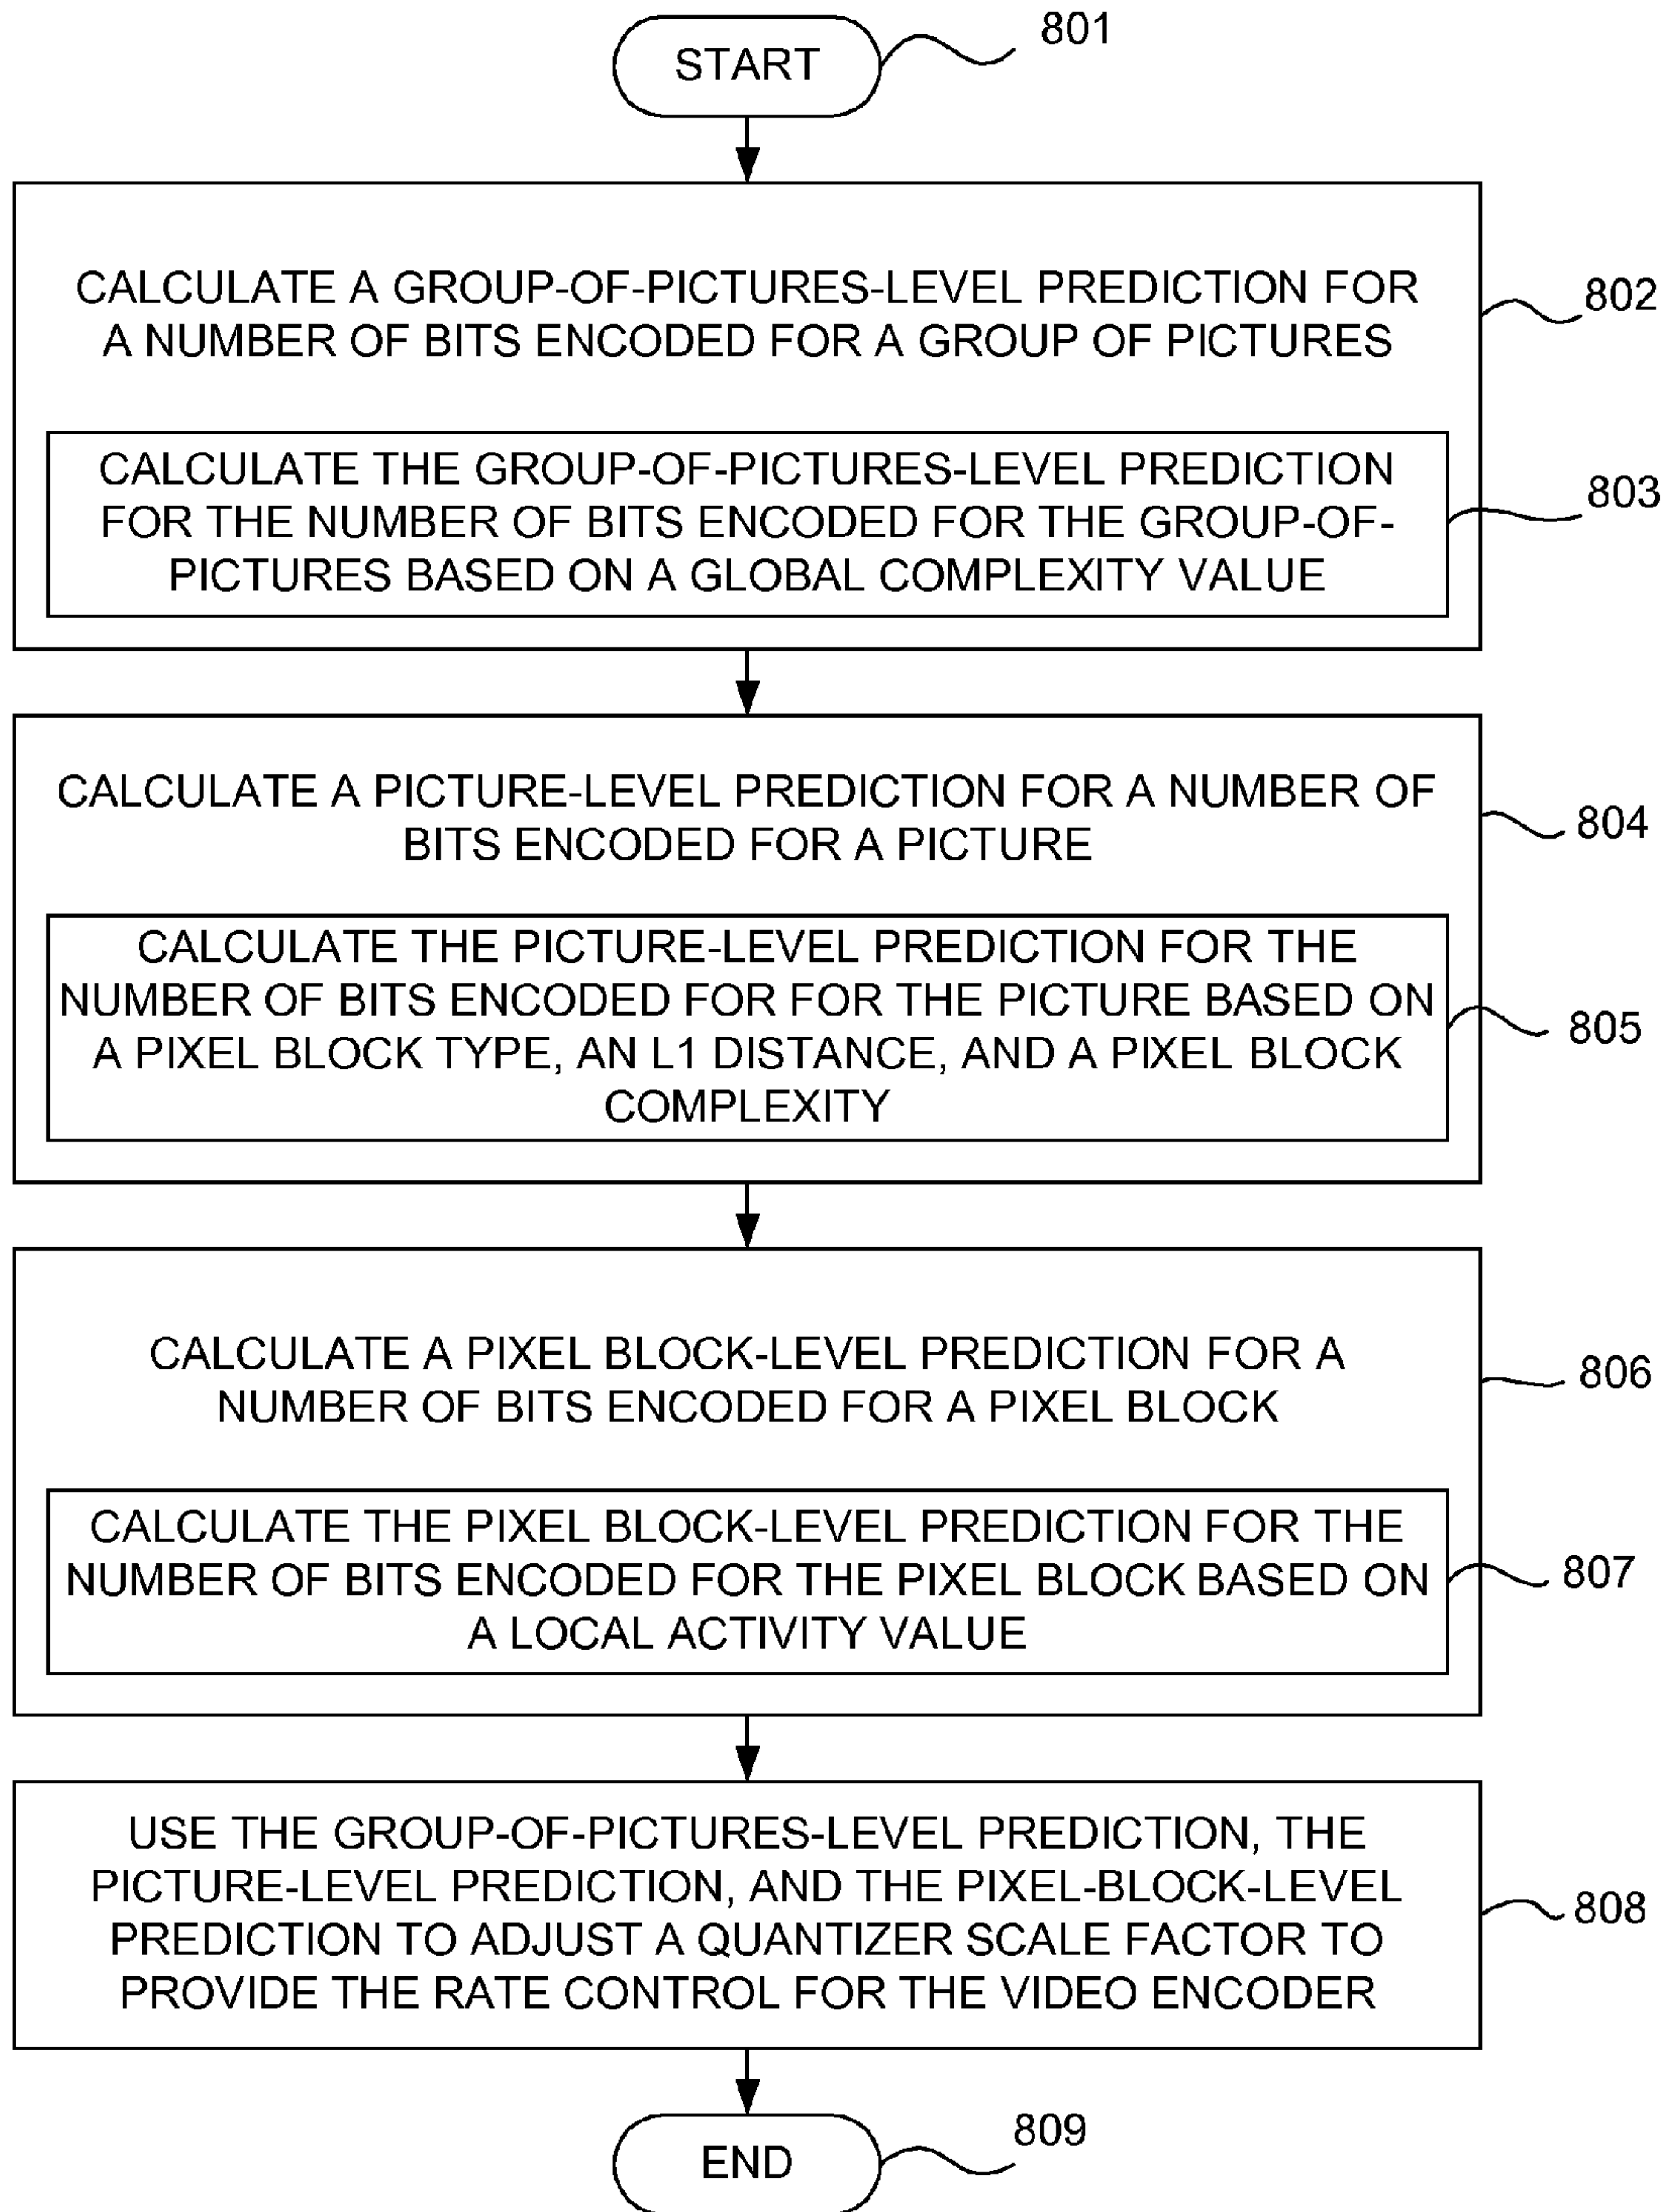 START
801
CALCULATE A GROUP-OF-PICTURES-LEVEL PREDICTION FOR
A NUMBER OF BITS ENCODED FOR A GROUP OF PICTURES
802
CALCULATE THE GROUP-OF-PICTURES-LEVEL PREDICTION
FOR THE NUMBER OF BITS ENCODED FOR THE GROUP-OF-
PICTURES BASED ON A GLOBAL COMPLEXITY VALUE
803
CALCULATE A PICTURE-LEVEL PREDICTION FOR A NUMBER OF
BITS ENCODED FOR A PICTURE
804
CALCULATE THE PICTURE-LEVEL PREDICTION FOR THE
NUMBER OF BITS ENCODED FOR FOR THE PICTURE BASED ON
A PIXEL BLOCK TYPE, AN L1 DISTANCE, AND A PIXEL BLOCK
COMPLEXITY
805
CALCULATE A PIXEL BLOCK-LEVEL PREDICTION FOR A
NUMBER OF BITS ENCODED FOR A PIXEL BLOCK
806
CALCULATE THE PIXEL BLOCK-LEVEL PREDICTION FOR THE
NUMBER OF BITS ENCODED FOR THE PIXEL BLOCK BASED ON
A LOCAL ACTIVITY VALUE
807
USE THE GROUP-OF-PICTURES-LEVEL PREDICTION, THE
PICTURE-LEVEL PREDICTION, AND THE PIXEL-BLOCK-LEVEL
PREDICTION TO ADJUST A QUANTIZER SCALE FACTOR TO
PROVIDE THE RATE CONTROL FOR THE VIDEO ENCODER
808
END
809